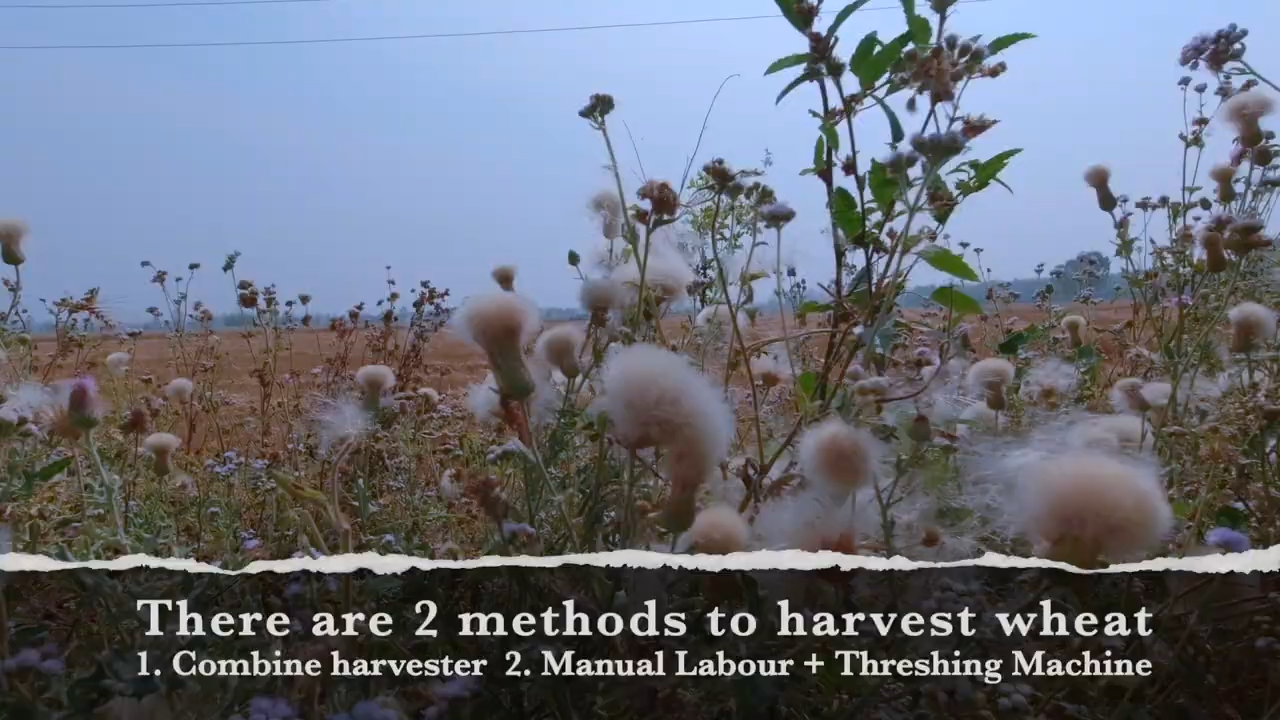 There are 2 methods to harvest wheat
1. Combine harvester 2. Manual Labour + Threshing Machine